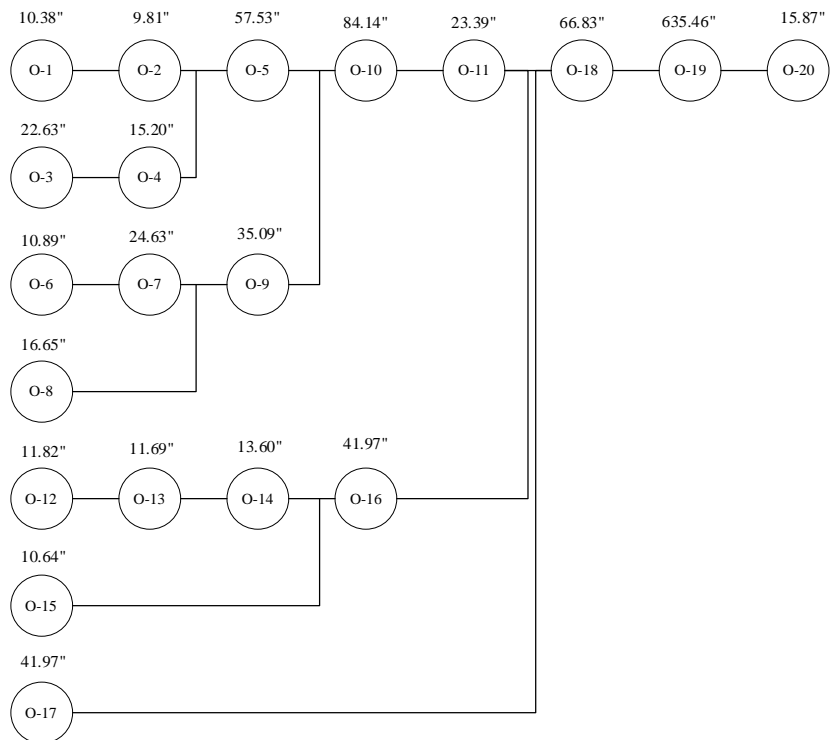 10.38" 9.81" 57.53" 84.14" 23.39" 66.83" 635.46" 15.87"
O-1 O-2 O-5 O-10 O-11 O-18 O-19 O-20
22.63" 15.20"
O-3 O-4
10.89" 24.63" 35.09"
O-6 O-7 O-9
16.65"
O-8
11.82" 11.69" 13.60" 41.97"
O-12 O-13 O-14 O-16
10.64"
O-15
41.97"
O-17